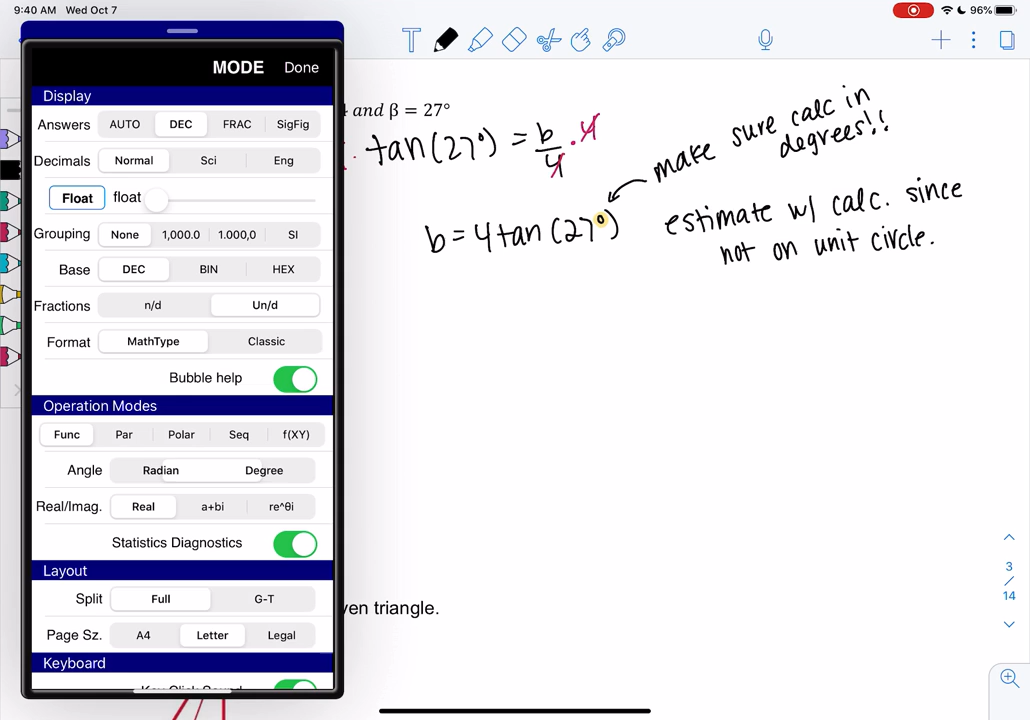 9:40 AM Wed Oct 7
96%
MODE Done
Display
Answers AUTO DEC FRAC SigFig
Decimals Normal Sci Eng
Float float
Grouping None 1,000.0 1.000,0 SI
Base DEC BIN HEX
Fractions n/d Un/d
Format MathType Classic
Bubble help
Operation Modes
Func Par Polar Seq f(XY)
Angle Radian Degree
Real/Imag. Real a+bi re^θi
Statistics Diagnostics
Layout
Split Full G-T
Page Sz. A4 Letter Legal
Keyboard
T
and β = 27°
· tan(27°) = b/4 · 4
make sure calc in
degrees!!
b = 4 tan (27°)
estimate w/ calc. since
not on unit circle.
triangle.
3
/
14